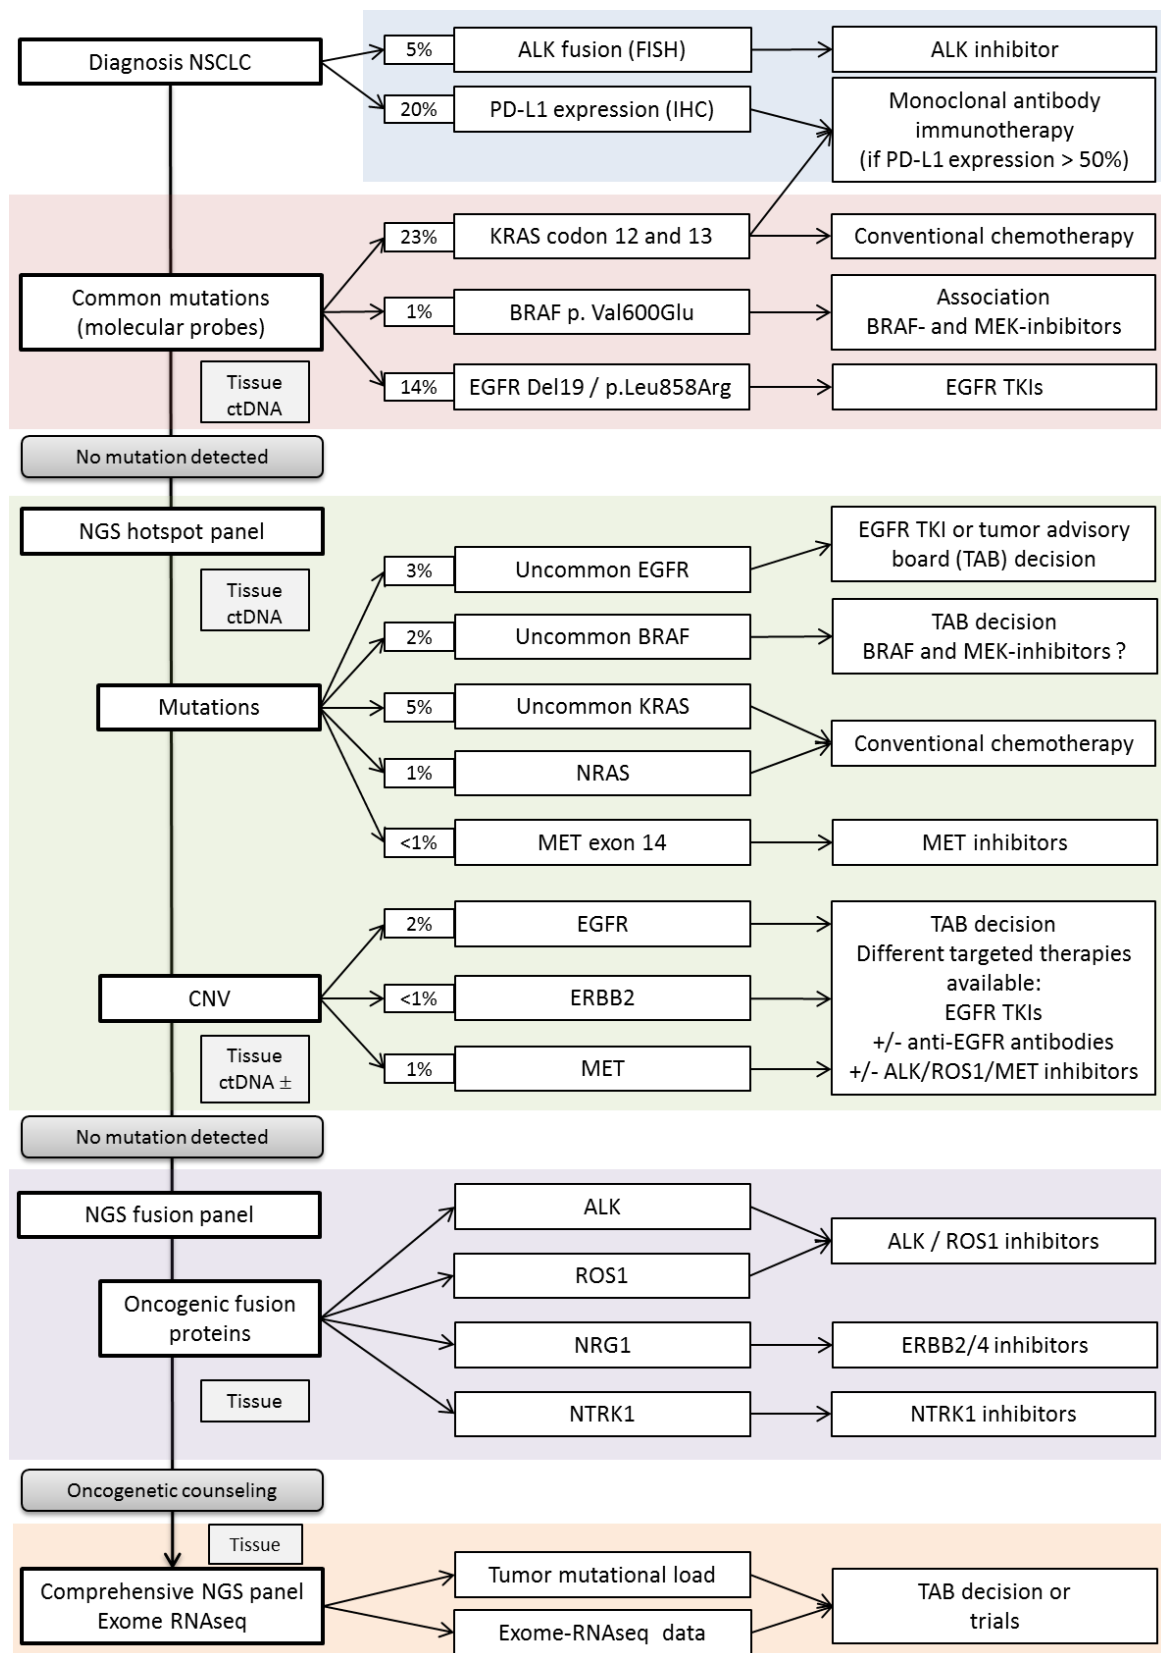 Diagnosis NSCLC
5%
ALK fusion (FISH)
ALK inhibitor
20%
PD-L1 expression (IHC)
Monoclonal antibody
immunotherapy
(if PD-L1 expression > 50%)
Common mutations
(molecular probes)
Tissue
ctDNA
23%
KRAS codon 12 and 13
Conventional chemotherapy
1%
BRAF p. Val600Glu
Association
BRAF- and MEK-inbibitors
14%
EGFR Del19 / p.Leu858Arg
EGFR TKIs
No mutation detected
NGS hotspot panel
Tissue
ctDNA
Mutations
3%
Uncommon EGFR
EGFR TKI or tumor advisory
board (TAB) decision
2%
Uncommon BRAF
TAB decision
BRAF and MEK-inhibitors ?
5%
Uncommon KRAS
1%
NRAS
Conventional chemotherapy
<1%
MET exon 14
MET inhibitors
CNV
Tissue
ctDNA ±
2%
EGFR
<1%
ERBB2
1%
MET
TAB decision
Different targeted therapies
available:
EGFR TKIs
+/- anti-EGFR antibodies
+/- ALK/ROS1/MET inhibitors
No mutation detected
NGS fusion panel
Oncogenic fusion
proteins
Tissue
ALK
ROS1
ALK / ROS1 inhibitors
NRG1
ERBB2/4 inhibitors
NTRK1
NTRK1 inhibitors
Oncogenetic counseling
Tissue
Comprehensive NGS panel
Exome RNAseq
Tumor mutational load
Exome-RNAseq data
TAB decision or
trials